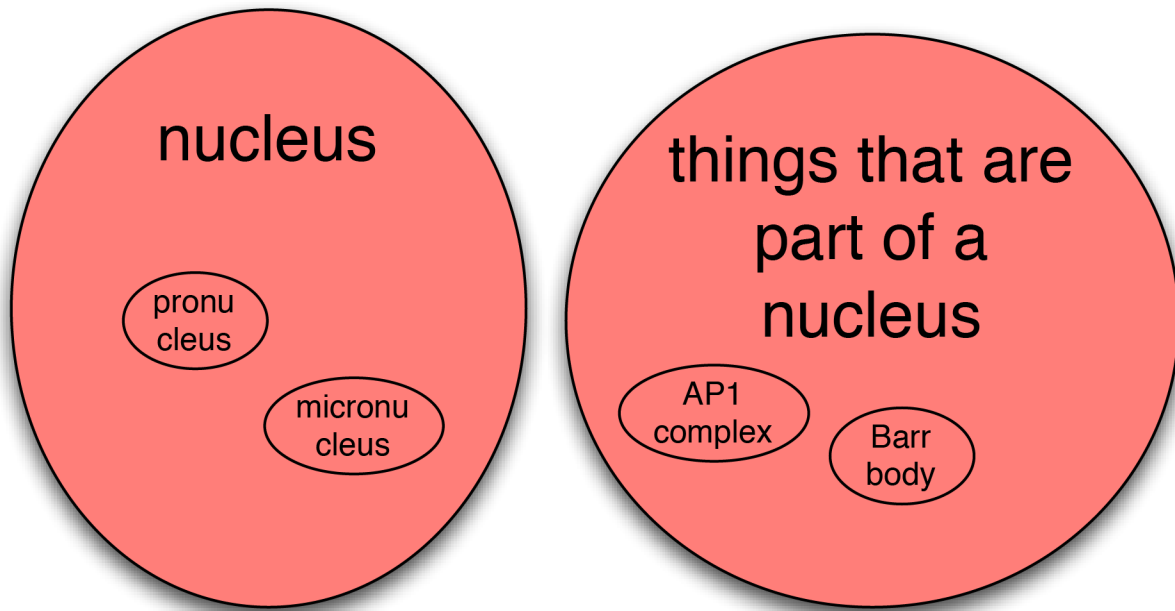 nucleus
pronu
cleus
micronu
cleus
things that are
part of a
nucleus
AP1
complex
Barr
body